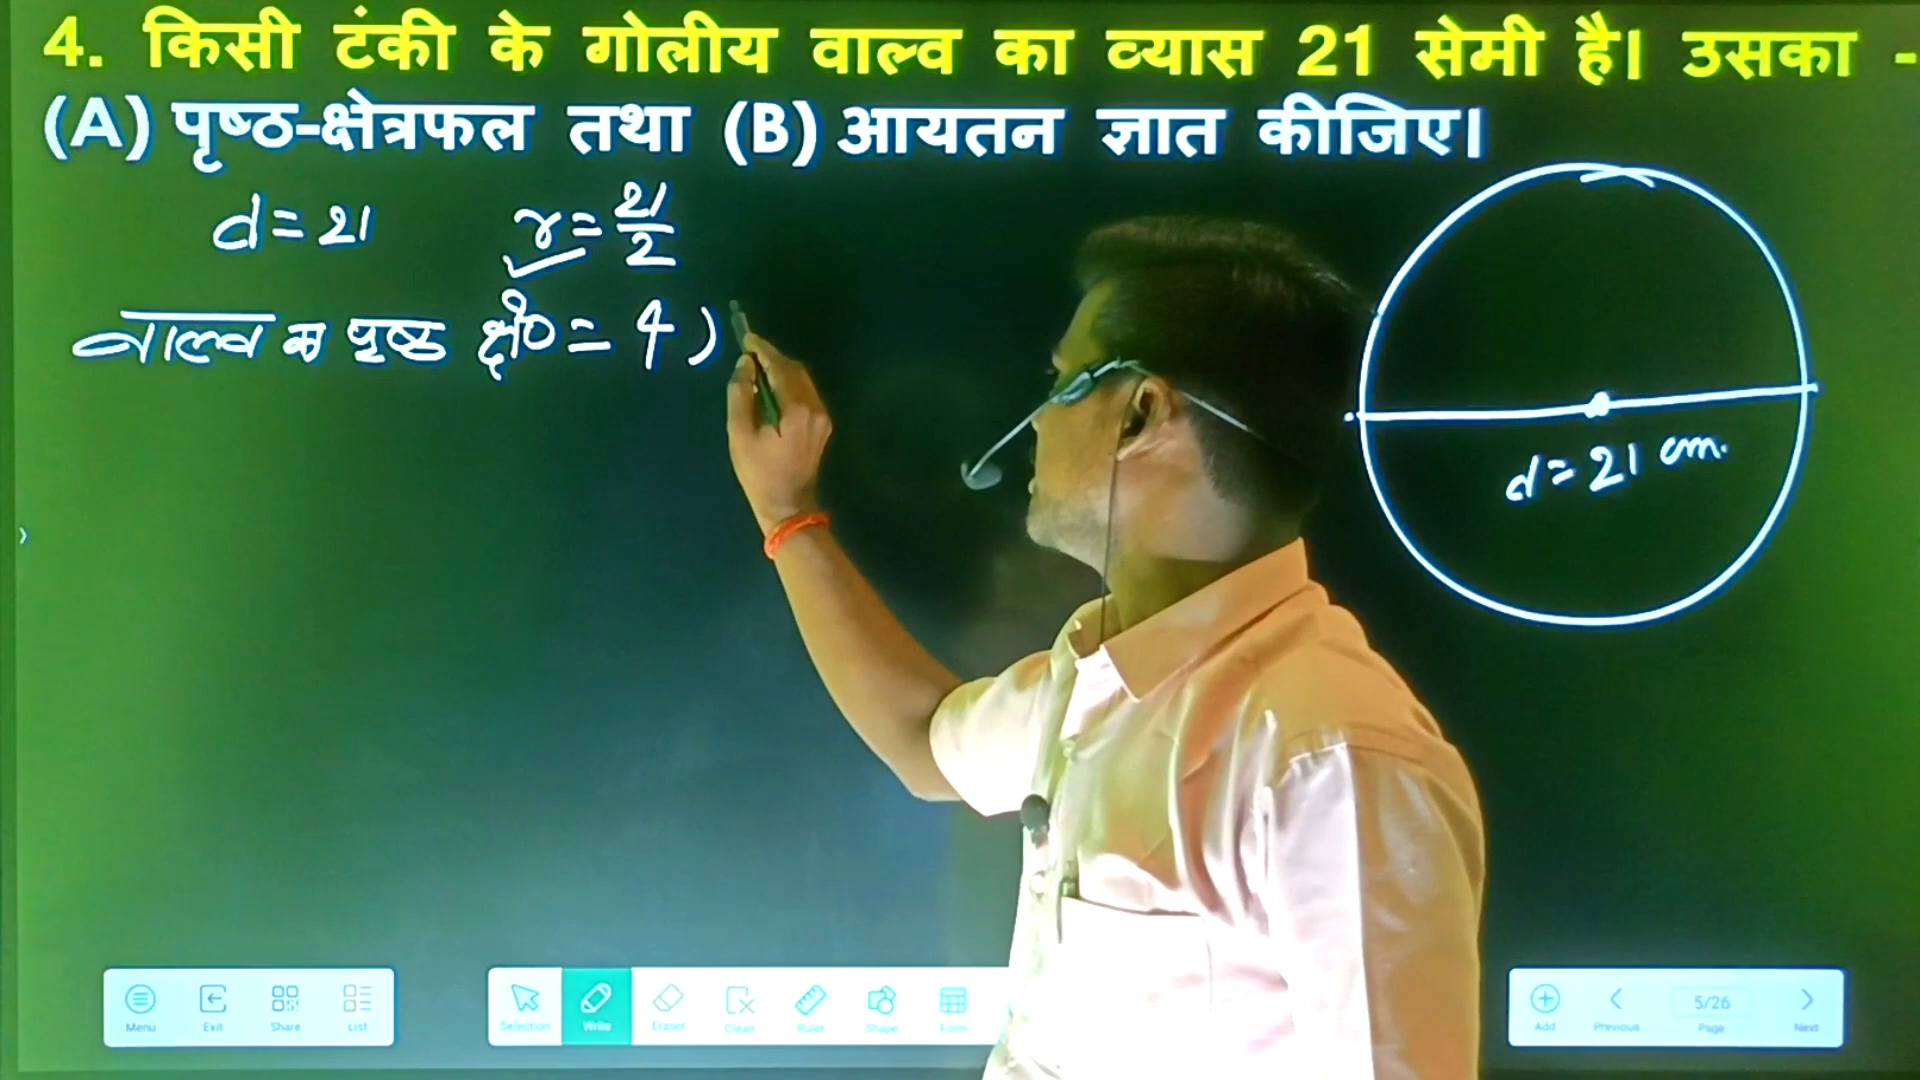 4. किसी टंकी के गोलीय वाल्व का व्यास 21 सेमी है। उसका -
(A) पृष्ठ-क्षेत्रफल तथा (B) आयतन ज्ञात कीजिए।
d = 21 r = 21/2
वाल्व का पृष्ठ क्षे० = 4
d = 21 cm.
Menu Exit Share List
Selection Write Eraser Clean Ruler Shape Form
Add Previous 5/26 Page Next